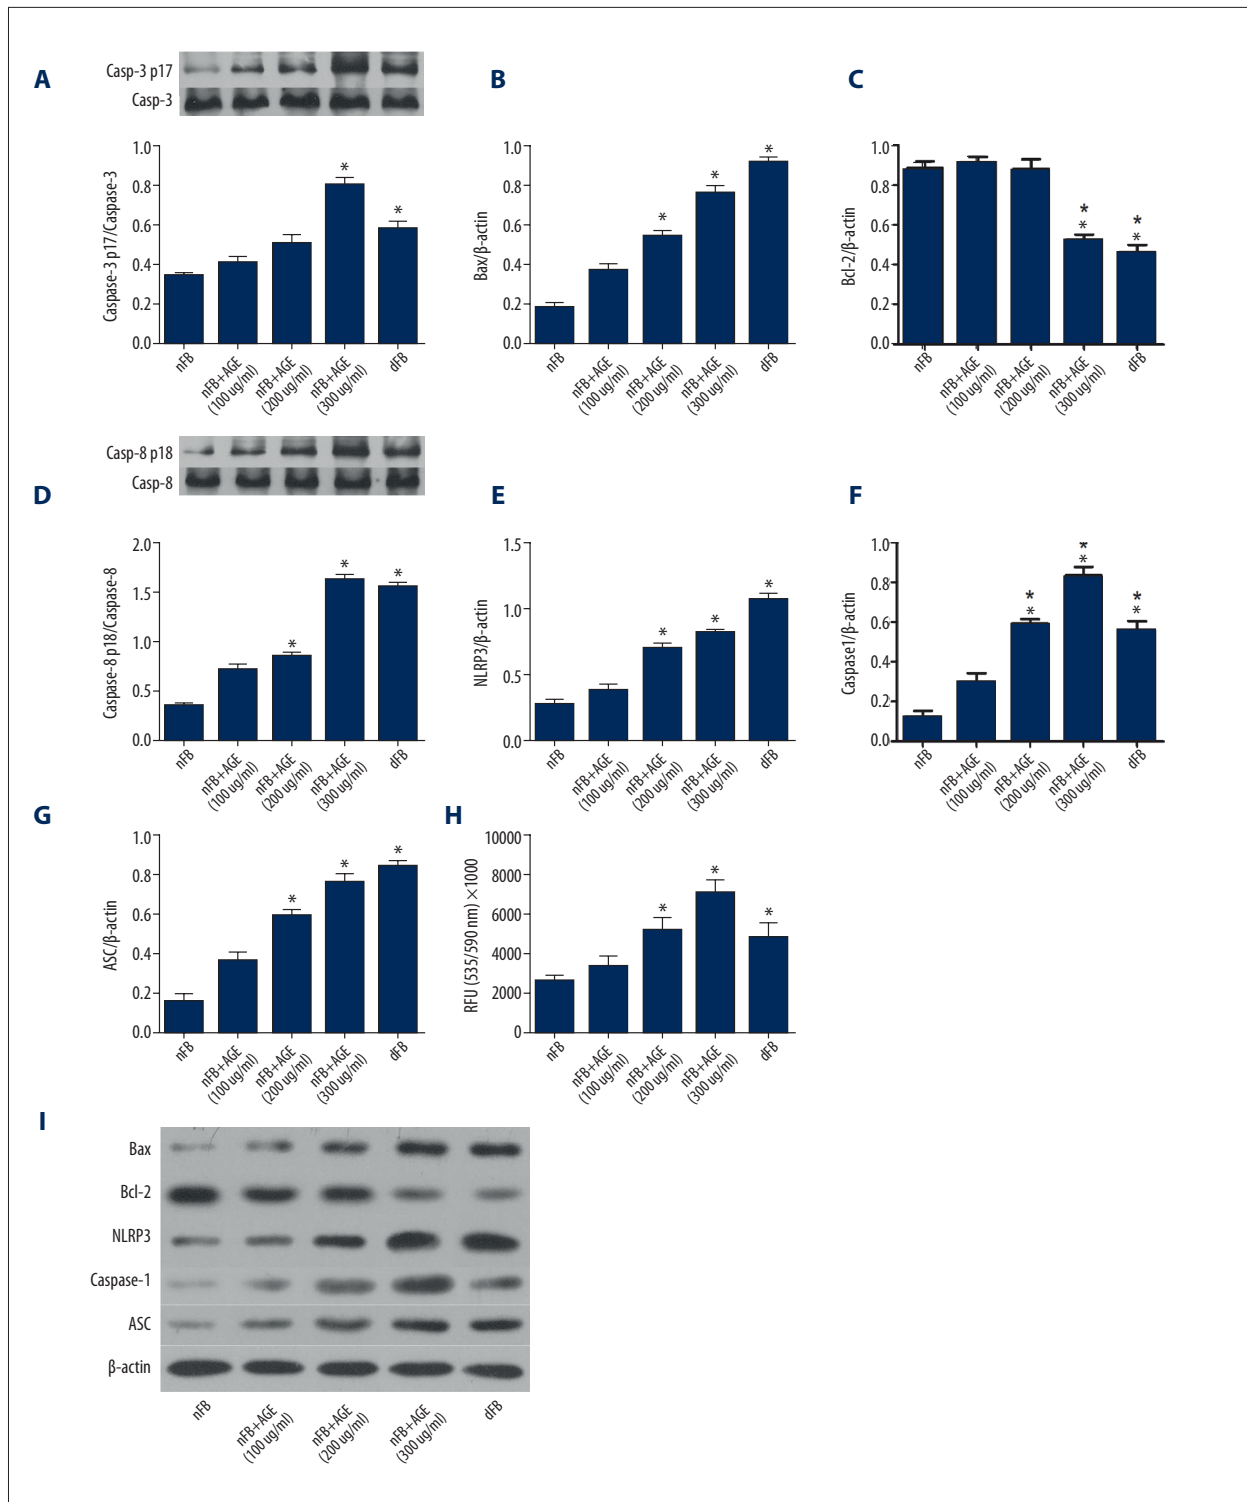 A
Casp-3 p17
Casp-3
Caspase-3 p17/Caspase-3
1.0
0.8
0.6
0.4
0.2
0.0
*
*
nFB
nFB+AGE
(100 ug/ml)
nFB+AGE
(200 ug/ml)
nFB+AGE
(300 ug/ml)
dFB
B
Bax/β-actin
1.0
0.8
0.6
0.4
0.2
0.0
*
*
*
nFB
nFB+AGE
(100 ug/ml)
nFB+AGE
(200 ug/ml)
nFB+AGE
(300 ug/ml)
dFB
C
Bcl-2/β-actin
1.0
0.8
0.6
0.4
0.2
0.0
*
*
*
*
nFB
nFB+AGE
(100 ug/ml)
nFB+AGE
(200 ug/ml)
nFB+AGE
(300 ug/ml)
dFB
D
Casp-8 p18
Casp-8
Caspase-8 p18/Caspase-8
2.0
1.5
1.0
0.5
0.0
*
*
*
nFB
nFB+AGE
(100 ug/ml)
nFB+AGE
(200 ug/ml)
nFB+AGE
(300 ug/ml)
dFB
E
NLRP3/β-actin
1.5
1.0
0.5
0.0
*
*
*
nFB
nFB+AGE
(100 ug/ml)
nFB+AGE
(200 ug/ml)
nFB+AGE
(300 ug/ml)
dFB
F
Caspase1/β-actin
1.0
0.8
0.6
0.4
0.2
0.0
*
*
*
*
*
*
nFB
nFB+AGE
(100 ug/ml)
nFB+AGE
(200 ug/ml)
nFB+AGE
(300 ug/ml)
dFB
G
ASC/β-actin
1.0
0.8
0.6
0.4
0.2
0.0
*
*
*
nFB
nFB+AGE
(100 ug/ml)
nFB+AGE
(200 ug/ml)
nFB+AGE
(300 ug/ml)
dFB
H
RFU (535/590 nm) ×1000
10000
8000
6000
4000
2000
0
*
*
*
nFB
nFB+AGE
(100 ug/ml)
nFB+AGE
(200 ug/ml)
nFB+AGE
(300 ug/ml)
dFB
I
Bax
Bcl-2
NLRP3
Caspase-1
ASC
β-actin
nFB
nFB+AGE
(100 ug/ml)
nFB+AGE
(200 ug/ml)
nFB+AGE
(300 ug/ml)
dFB